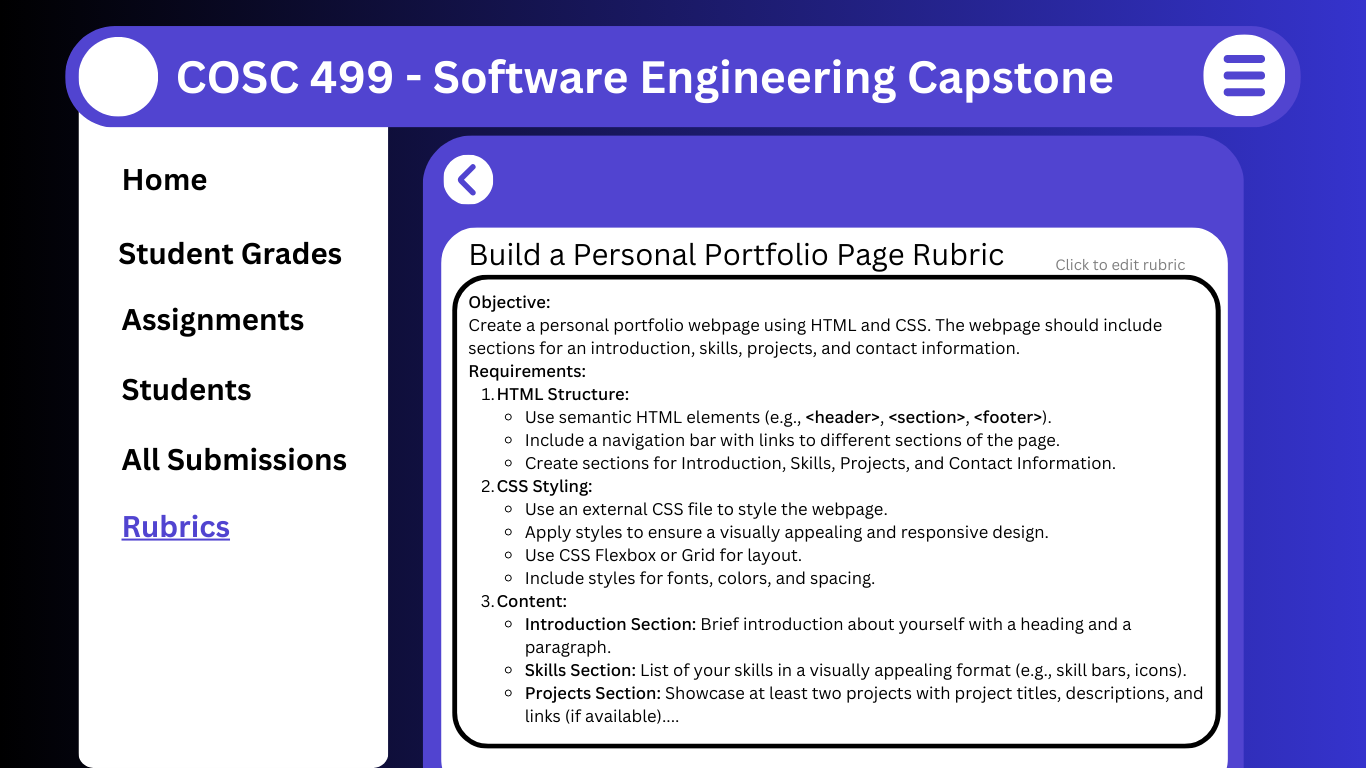 COSC 499 - Software Engineering Capstone
Home
Student Grades
Assignments
Students
All Submissions
Rubrics
Build a Personal Portfolio Page Rubric
Click to edit rubric
Objective:
Create a personal portfolio webpage using HTML and CSS. The webpage should include
sections for an introduction, skills, projects, and contact information.
Requirements:
1. HTML Structure:
◦ Use semantic HTML elements (e.g., <header>, <section>, <footer>).
◦ Include a navigation bar with links to different sections of the page.
◦ Create sections for Introduction, Skills, Projects, and Contact Information.
2. CSS Styling:
◦ Use an external CSS file to style the webpage.
◦ Apply styles to ensure a visually appealing and responsive design.
◦ Use CSS Flexbox or Grid for layout.
◦ Include styles for fonts, colors, and spacing.
3. Content:
◦ Introduction Section: Brief introduction about yourself with a heading and a
paragraph.
◦ Skills Section: List of your skills in a visually appealing format (e.g., skill bars, icons).
◦ Projects Section: Showcase at least two projects with project titles, descriptions, and
links (if available)....